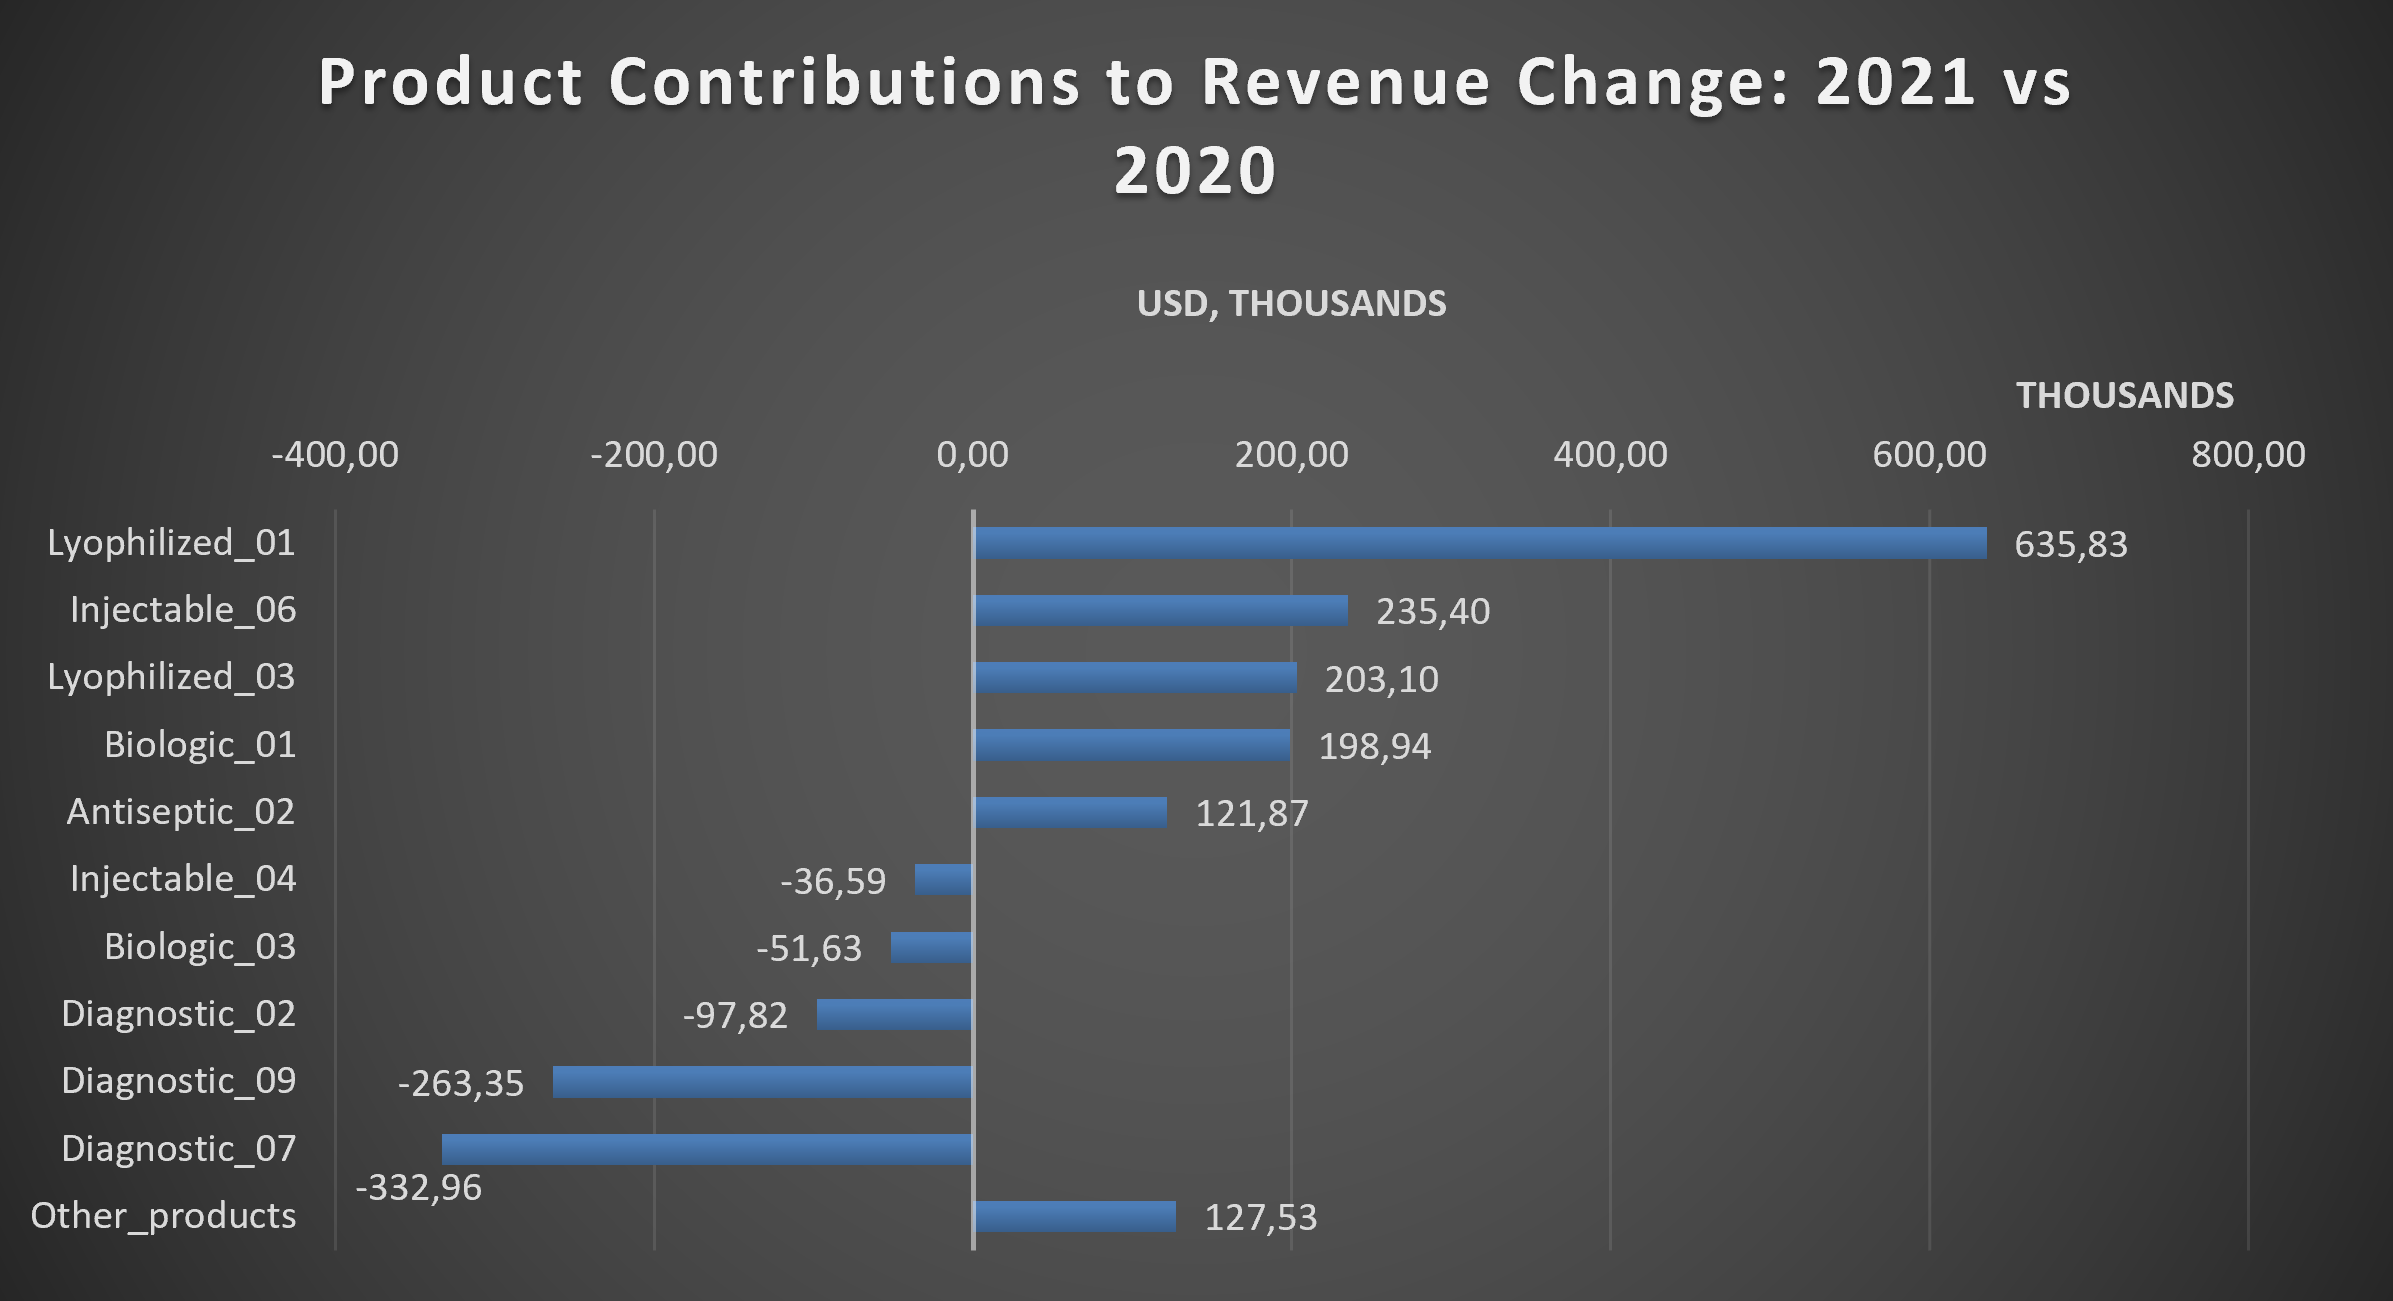 Product Contributions to Revenue Change: 2021 vs
2020
USD, THOUSANDS
THOUSANDS
-400,00 -200,00 0,00 200,00 400,00 600,00 800,00
Lyophilized_01 635,83
Injectable_06 235,40
Lyophilized_03 203,10
Biologic_01 198,94
Antiseptic_02 121,87
Injectable_04 -36,59
Biologic_03 -51,63
Diagnostic_02 -97,82
Diagnostic_09 -263,35
Diagnostic_07 -332,96
Other_products 127,53